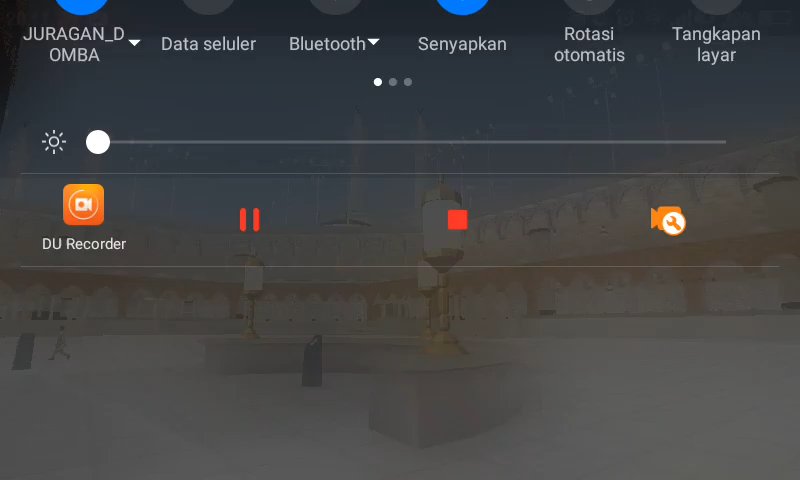 JURAGAN_D
OMBA
Data seluler
Bluetooth
Senyapkan
Rotasi
otomatis
Tangkapan
layar
DU Recorder